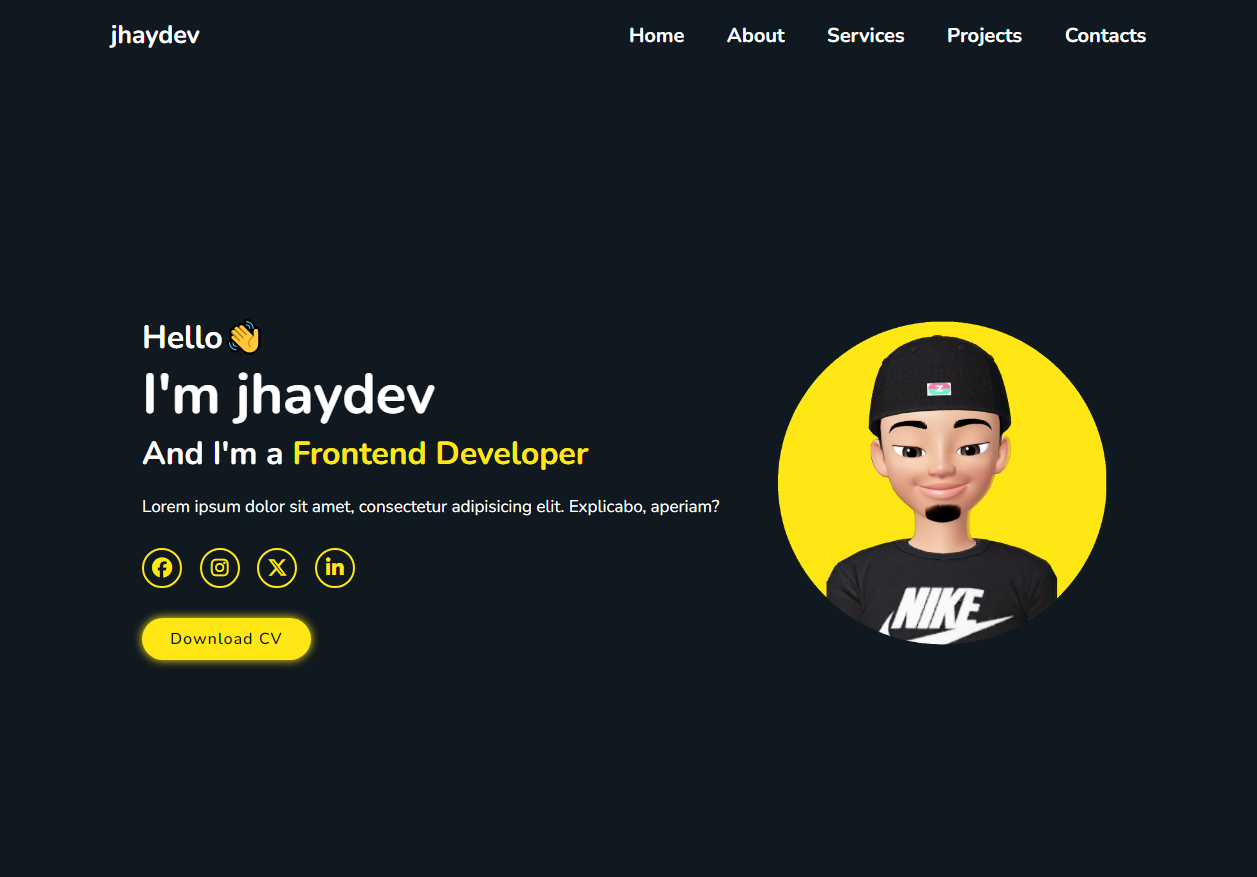 jhaydev
Home About Services Projects Contacts
Hello👋
I'm jhaydev
And I'm a Frontend Developer
Lorem ipsum dolor sit amet, consectetur adipisicing elit. Explicabo, aperiam?
Download CV
Z
NIKE